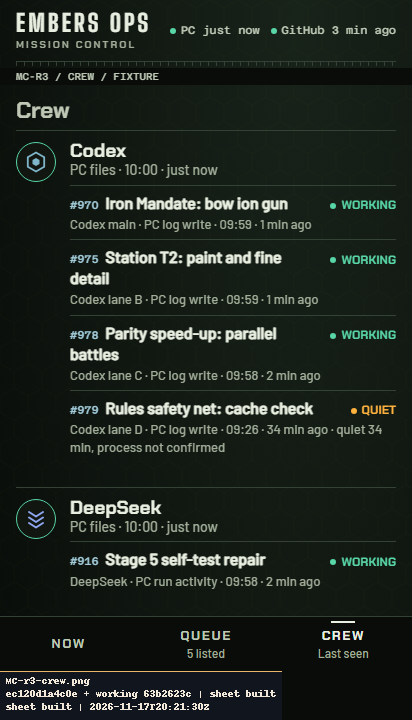 EMBERS OPS
MISSION CONTROL
PC just now
GitHub 3 min ago
MC-R3 / CREW / FIXTURE
Crew
Codex
PC files · 10:00 · just now
#970 Iron Mandate: bow ion gun
WORKING
Codex main · PC log write · 09:59 · 1 min ago
#975 Station T2: paint and fine
detail
WORKING
Codex lane B · PC log write · 09:59 · 1 min ago
#978 Parity speed-up: parallel
battles
WORKING
Codex lane C · PC log write · 09:58 · 2 min ago
#979 Rules safety net: cache check
QUIET
Codex lane D · PC log write · 09:26 · 34 min ago · quiet 34
min, process not confirmed
DeepSeek
PC files · 10:00 · just now
#916 Stage 5 self-test repair
WORKING
DeepSeek · PC run activity · 09:58 · 2 min ago
NOW
QUEUE
5 listed
CREW
Last seen
MC-r3-crew.png
ec120d1a4c0e + working 63b2623c | sheet built
sheet built | 2026-11-17T20:21:30Z